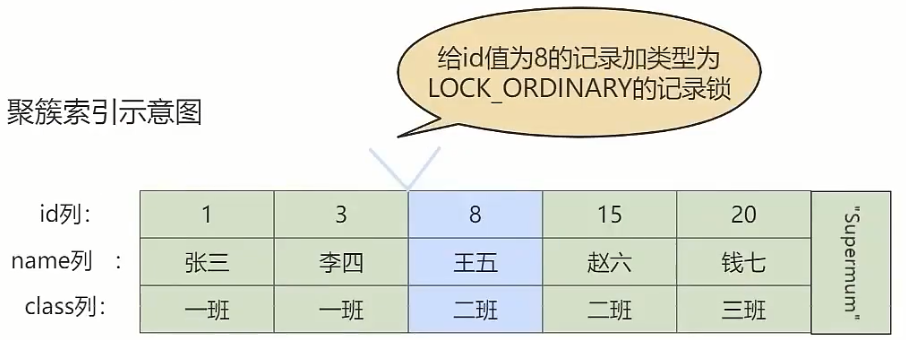 给id值为8的记录加类型为
LOCK_ORDINARY的记录锁
聚簇索引示意图
id列: 1 3 8 15 20
name列 : 张三 李四 王五 赵六 钱七
class列: 一班 一班 二班 二班 三班
"Supermum"